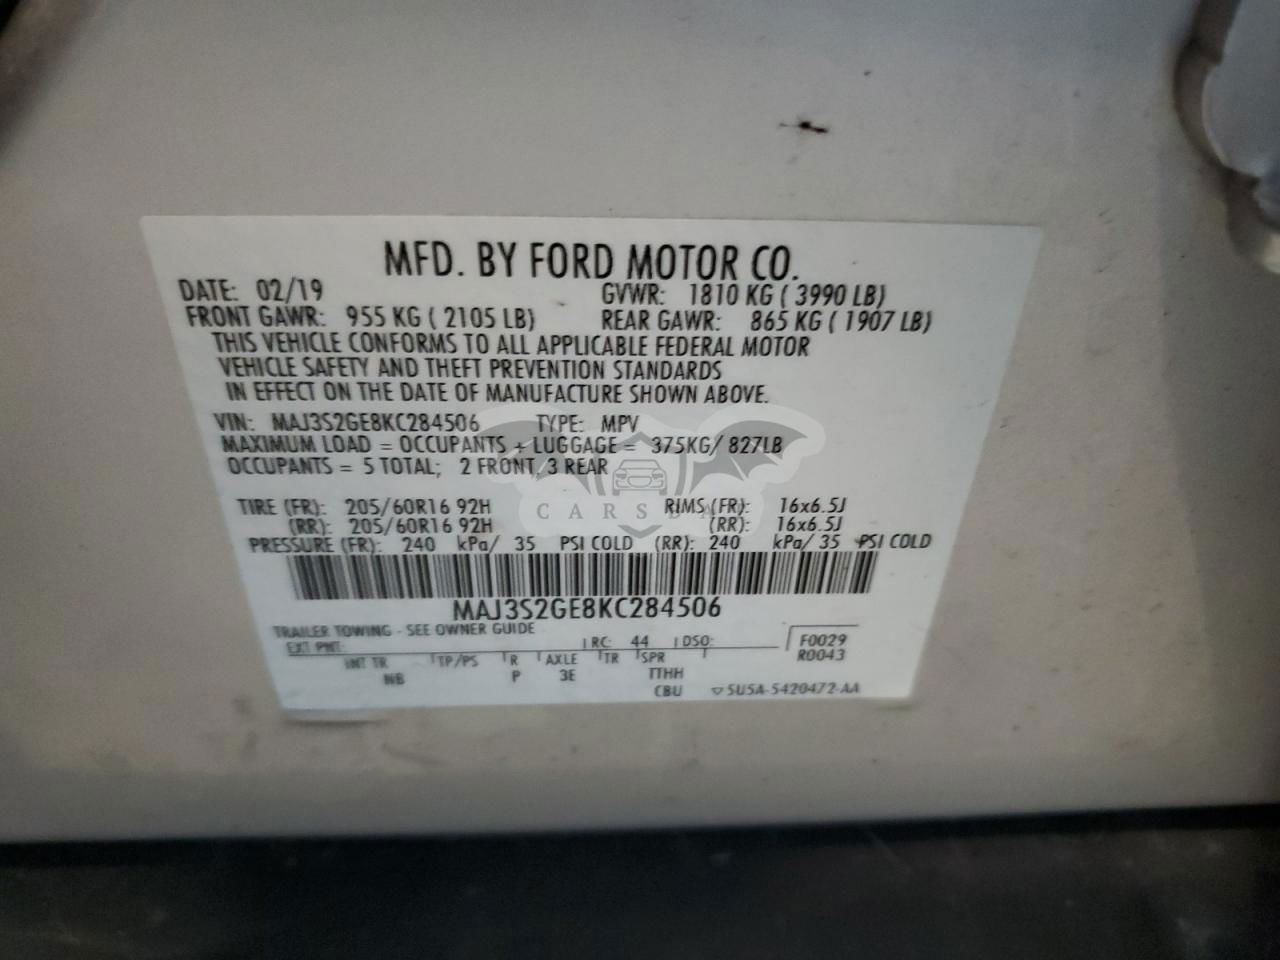 MFD. BY FORD MOTOR CO.
DATE: 02/19 GVWR: 1810 KG ( 3990 LB)
FRONT GAWR: 955 KG ( 2105 LB) REAR GAWR: 865 KG ( 1907 LB)
THIS VEHICLE CONFORMS TO ALL APPLICABLE FEDERAL MOTOR
VEHICLE SAFETY AND THEFT PREVENTION STANDARDS
IN EFFECT ON THE DATE OF MANUFACTURE SHOWN ABOVE.
VIN: MAJ3S2GE8KC284506 TYPE: MPV
MAXIMUM LOAD = OCCUPANTS + LUGGAGE = 375KG/ 827LB
OCCUPANTS = 5 TOTAL; 2 FRONT, 3 REAR
TIRE (FR): 205/60R16 92H RIMS (FR): 16x6.5J
(RR): 205/60R16 92H (RR): 16x6.5J
PRESSURE (FR): 240 kPa/ 35 PSI COLD (RR): 240 kPa/ 35 PSI COLD
MAJ3S2GE8KC284506
TRAILER TOWING - SEE OWNER GUIDE
EXT PNT: RC: 44 DSO: F0029
R0043
INT TR TP/PS R AXLE TR SPR
NB P 3E TTHH
CBU 5U5A-5420472-AA